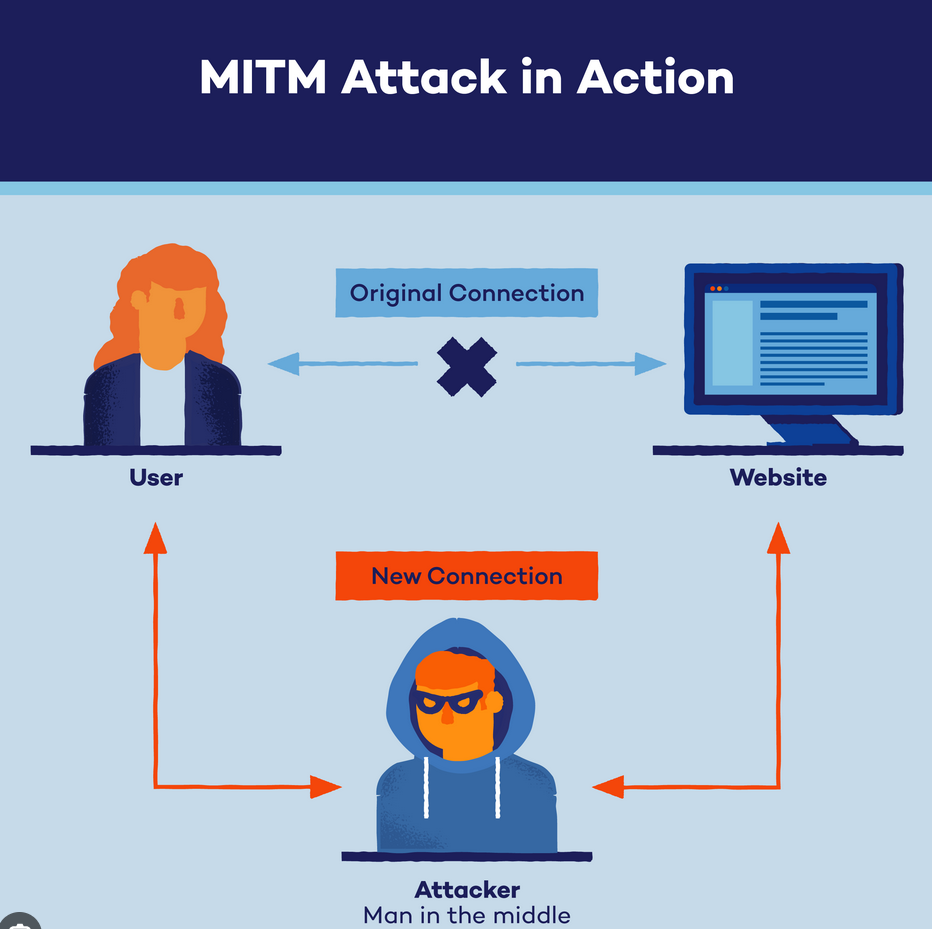 MITM Attack in Action
Original Connection
User
Website
New Connection
Attacker
Man in the middle